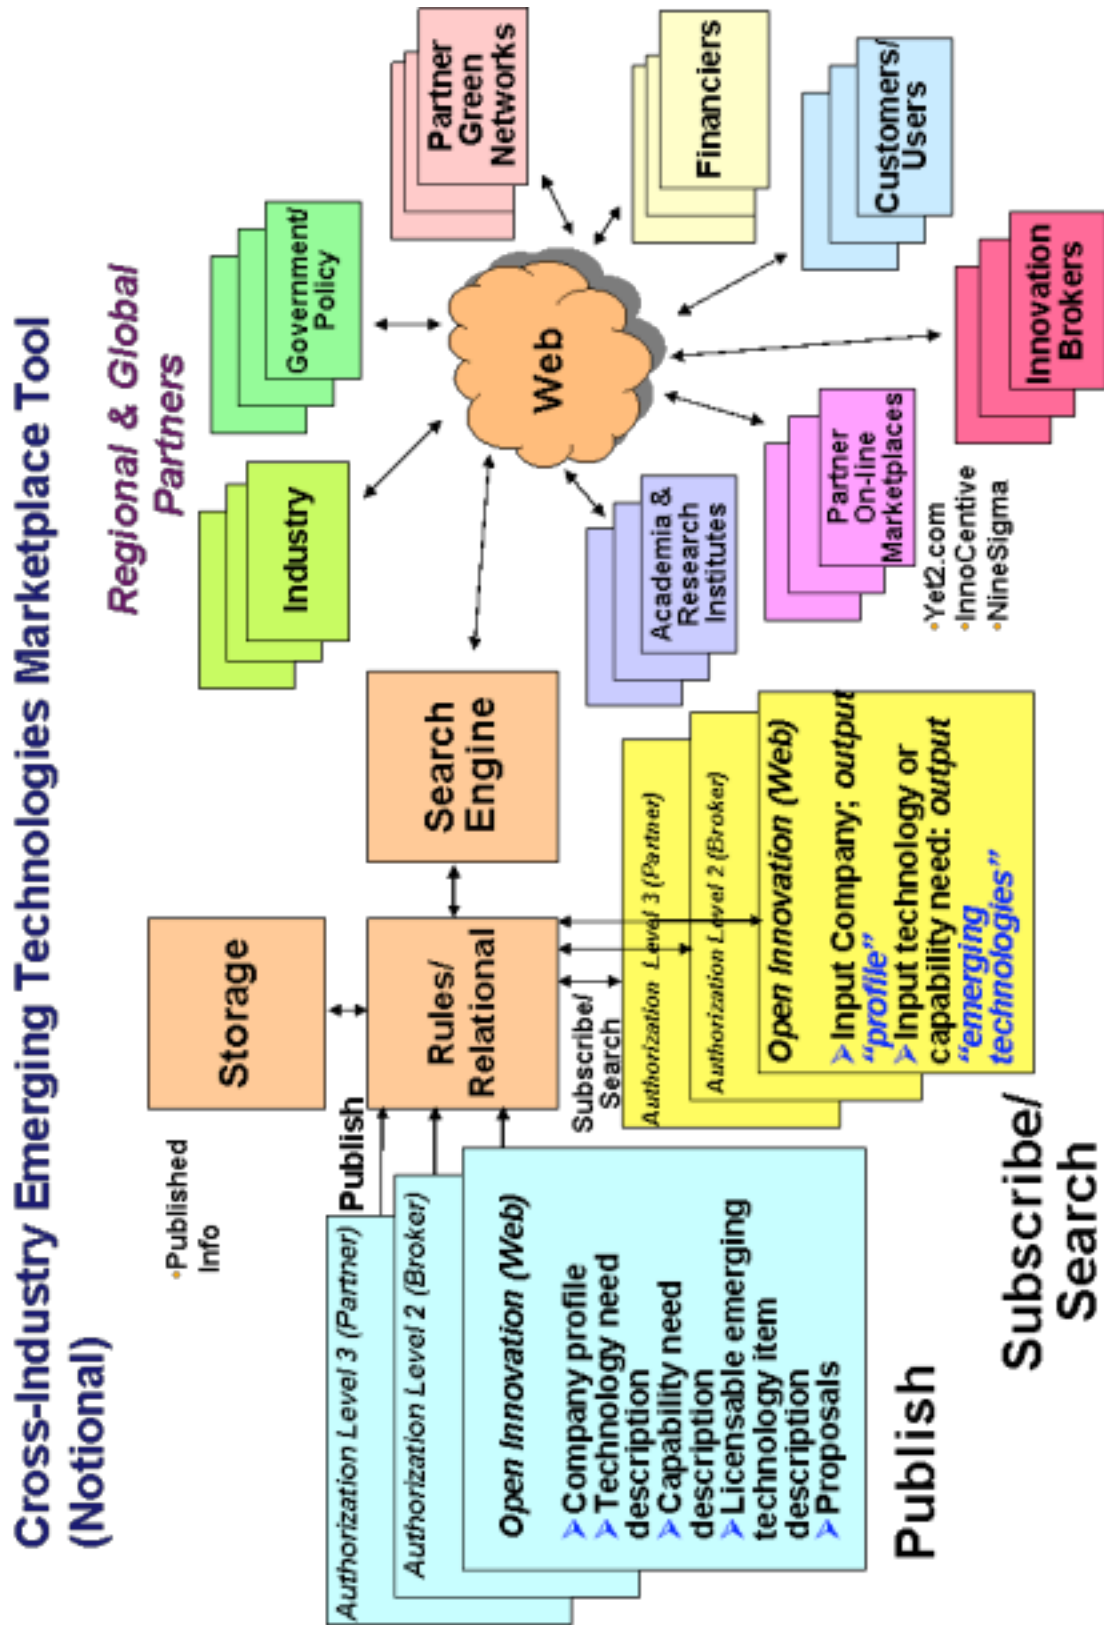 Cross-Industry Emerging Technologies Marketplace Tool
(Notional)
Regional & Global
Partners
•Published
Info
Storage
Publish
Rules/
Relational
Search
Engine
Subscribe/
Search
Authorization Level 3 (Partner)
Authorization Level 2 (Broker)
Open Innovation (Web)
➢Company profile
➢Technology need
description
➢Capability need
description
➢Licensable emerging
technology item
description
➢Proposals
Publish
Authorization Level 3 (Partner)
Authorization Level 2 (Broker)
Open Innovation (Web)
➢Input Company; output
“profile”
➢Input technology or
capability need: output
“emerging
technologies”
Subscribe/
Search
Industry
Government/
Policy
Partner
Green
Networks
Web
Financiers
Academia &
Research
Institutes
Customers/
Users
Partner
On-line
Marketplaces
Innovation
Brokers
•Yet2.com
•InnoCentive
•NineSigma